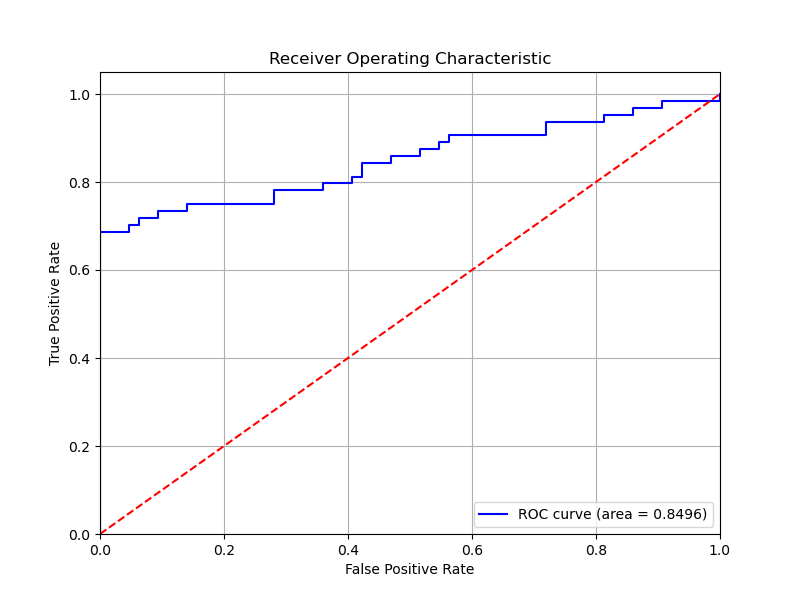 Receiver Operating Characteristic
True Positive Rate
1.0
0.8
0.6
0.4
0.2
0.0
ROC curve (area = 0.8496)
0.0 0.2 0.4 0.6 0.8 1.0
False Positive Rate